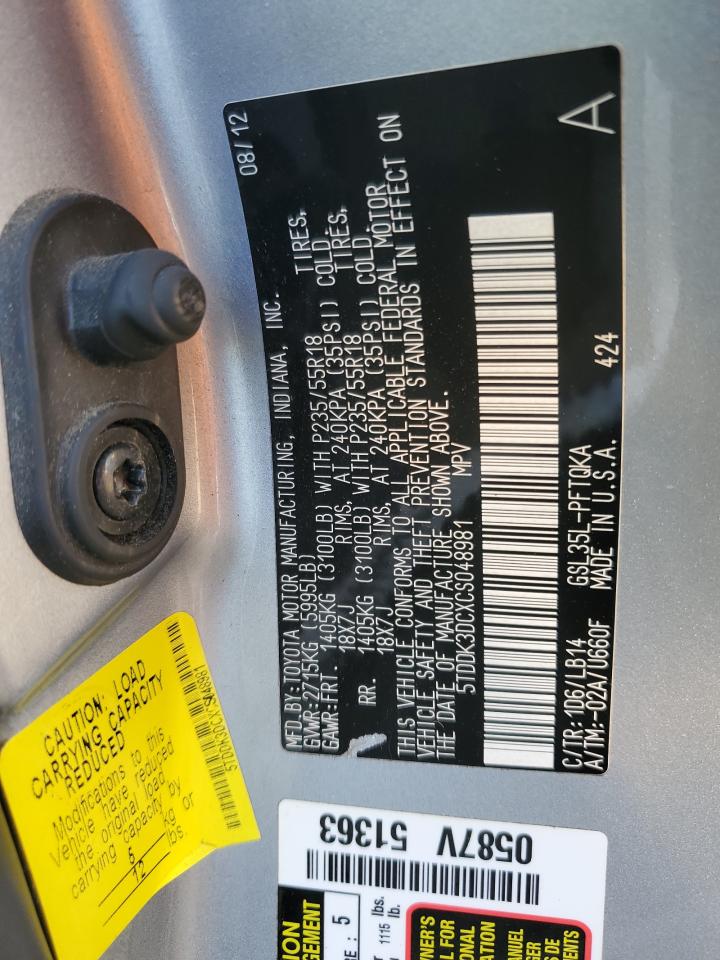 MFD.BY:TOYOTA MOTOR MANUFACTURING, INDIANA, INC. 08/12
GVWR:2715KG (5995LB)
GAWR:FRT. 1405KG (3100LB) WITH P235/55R18 TIRES,
18X7J RIMS, AT 240KPA (35PSI) COLD.
RR. 1405KG (3100LB) WITH P235/55R18 TIRES,
18X7J RIMS, AT 240KPA (35PSI) COLD.
THIS VEHICLE CONFORMS TO ALL APPLICABLE FEDERAL MOTOR
VEHICLE SAFETY AND THEFT PREVENTION STANDARDS IN EFFECT ON
THE DATE OF MANUFACTURE SHOWN ABOVE.
5TDDK3DCXCS048981 MPV
C/TR:1D6/LB14 GSL35L-PFTQKA 424 A
A/TM:-02A/U660F MADE IN U.S.A.
CAUTION, LOAD
CARRYING CAPACITY
REDUCED
Modifications to this
Vehicle have reduced
the original load
carrying capacity by
6 kg or
12 lbs.
5TDDK3DCXCS048981
0587V 51363
: 5
1115 lbs.
lb.